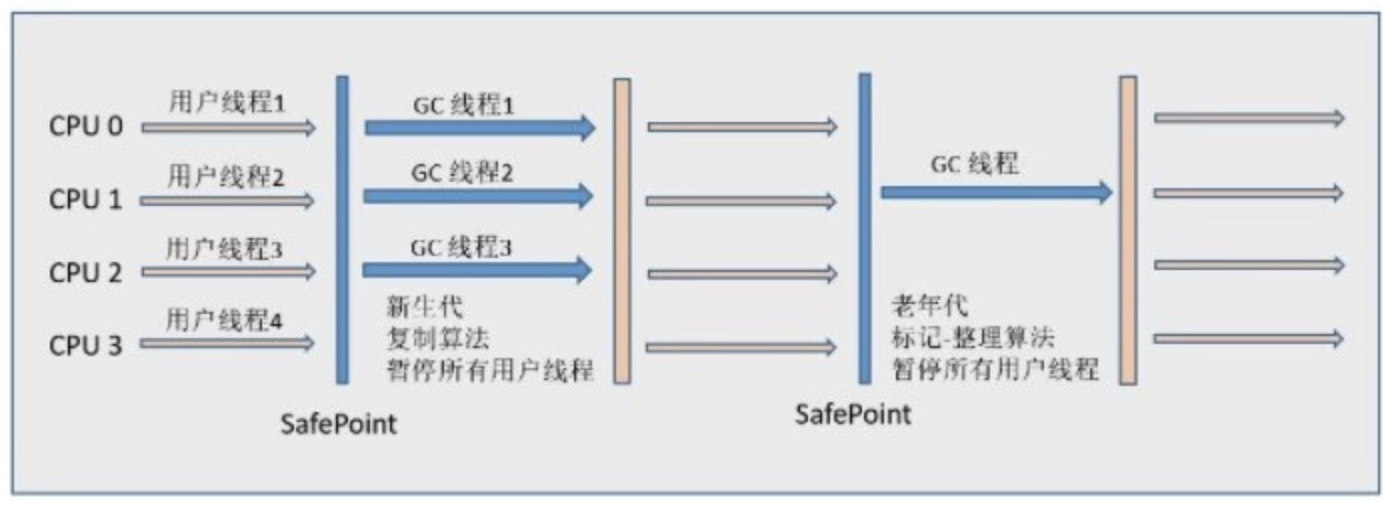 CPU 0
用户线程1
GC 线程1
CPU 1
用户线程2
GC 线程2
GC 线程
CPU 2
用户线程3
GC 线程3
CPU 3
用户线程4
新生代
复制算法
暂停所有用户线程
老年代
标记-整理算法
暂停所有用户线程
SafePoint
SafePoint